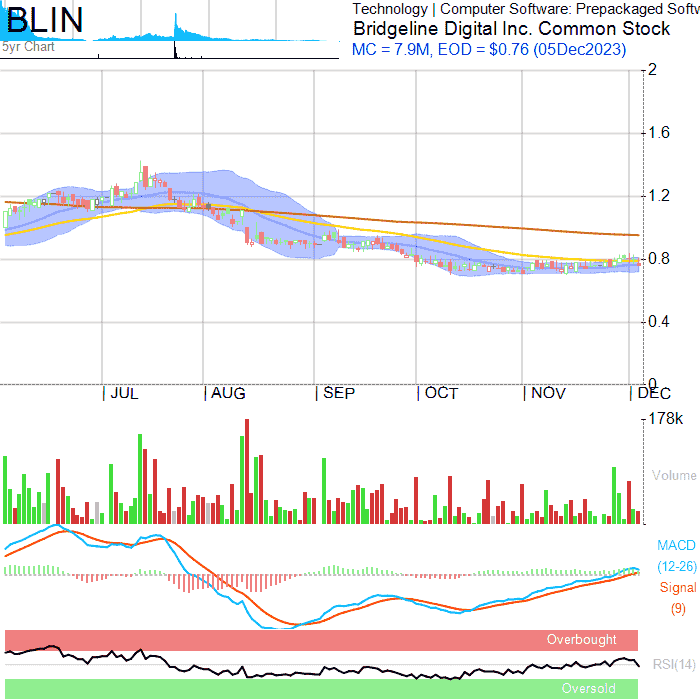 BLIN
5yr Chart
Technology | Computer Software: Prepackaged Softw
Bridgeline Digital Inc. Common Stock
MC = 7.9M, EOD = $0.76 (05Dec2023)
2
1.6
1.2
0.8
0.4
0
JUL
AUG
SEP
OCT
NOV
DEC
178k
Volume
MACD
(12-26)
Signal
(9)
Overbought
RSI(14)
Oversold